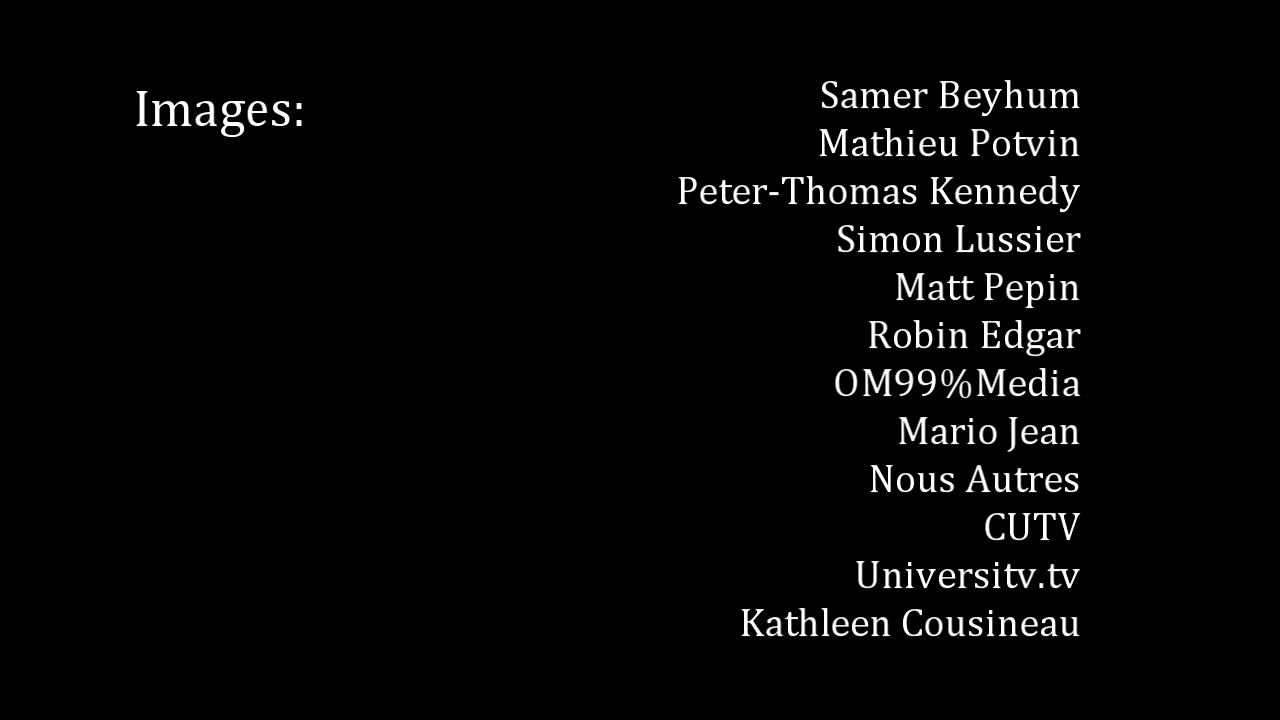 Images:
Samer Beyhum
Mathieu Potvin
Peter-Thomas Kennedy
Simon Lussier
Matt Pepin
Robin Edgar
OM99%Media
Mario Jean
Nous Autres
CUTV
Universitv.tv
Kathleen Cousineau